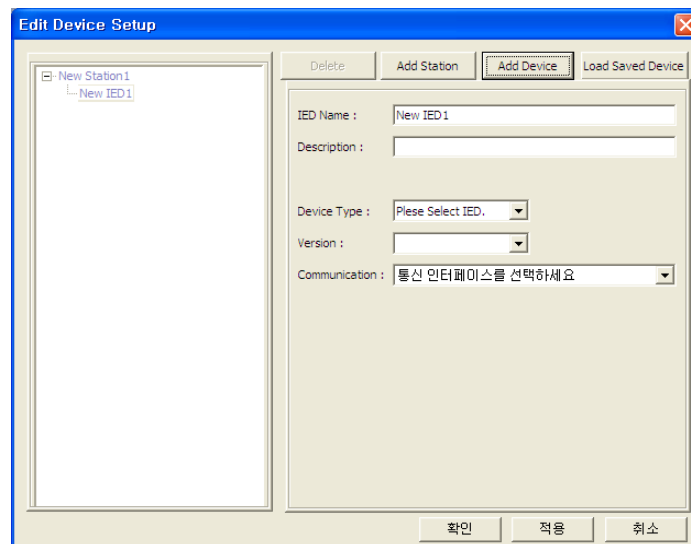 Edit Device Setup
Delete
Add Station
Add Device
Load Saved Device
New Station1
New IED1
IED Name :
New IED1
Description :
Device Type :
Plese Select IED.
Version :
Communication :
통신 인터페이스를 선택하세요
확인
적용
취소